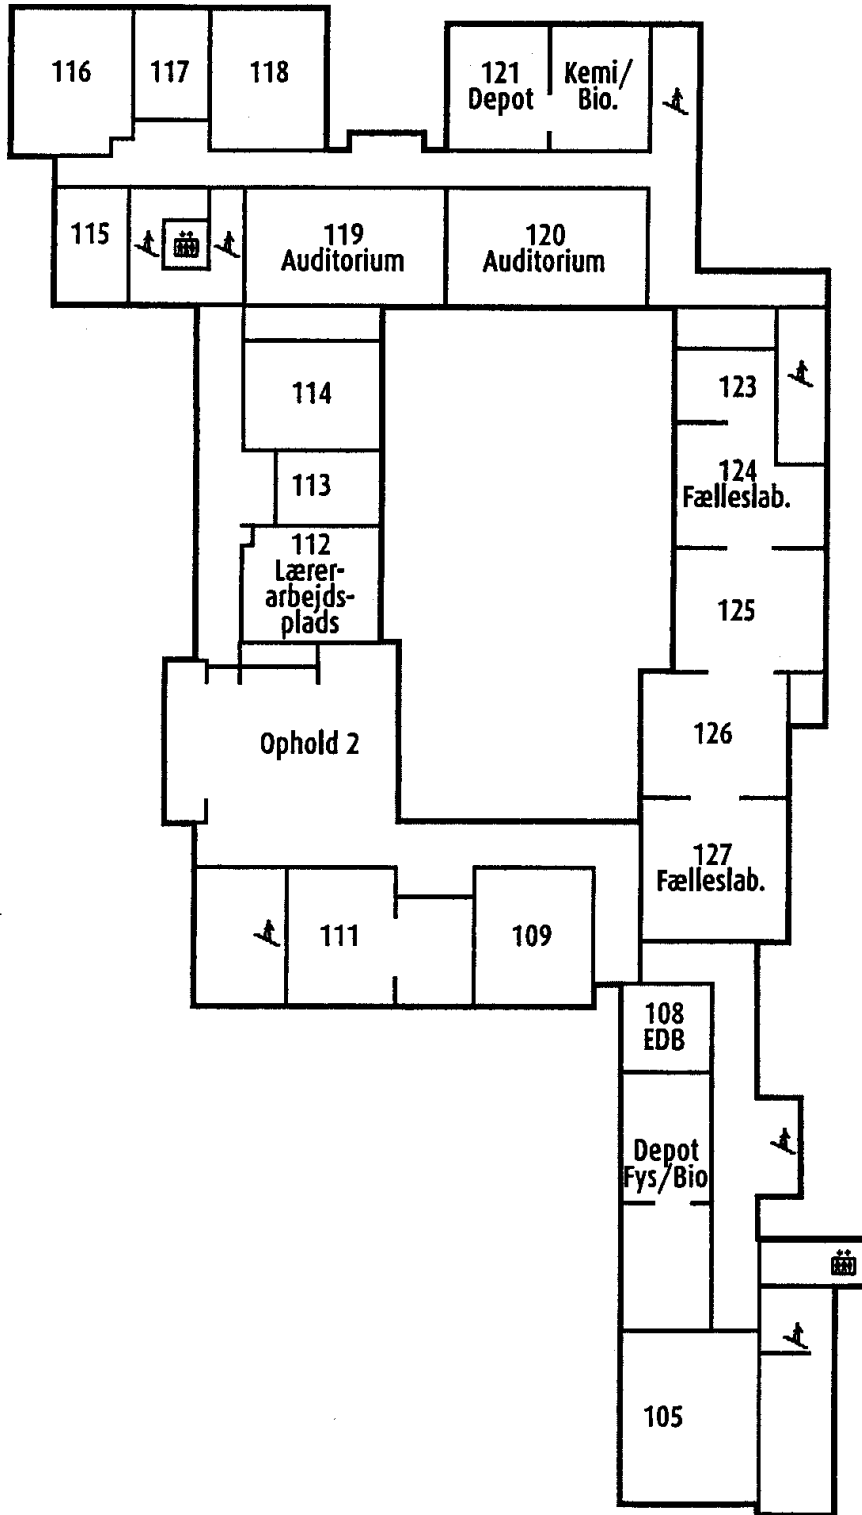 116
117
118
121
Depot
Kemi/
Bio.
115
119
Auditorium
120
Auditorium
114
123
113
124
Fælleslab.
112
Lærer-
arbejds-
plads
125
Ophold 2
126
127
Fælleslab.
111
109
108
EDB
Depot
Fys/Bio
105